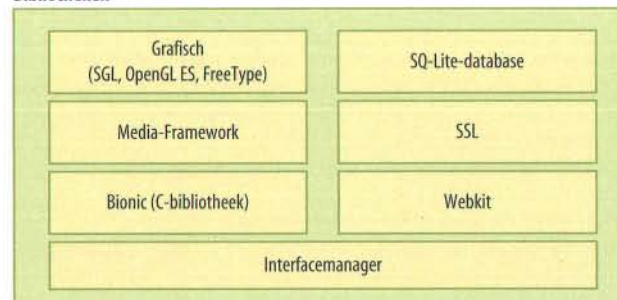 Grafisch
(SGL, OpenGL ES, FreeType)
SQ-Lite-database
Media-Framework
SSL
Bionic (C-bibliotheek)
Webkit
Interfacemanager